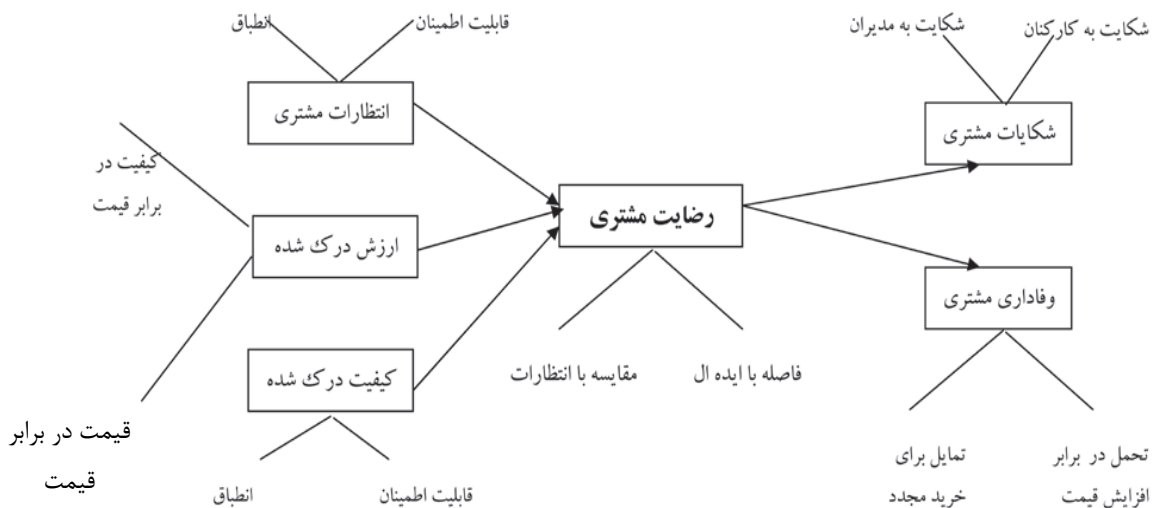 انطباق
قابلیت اطمینان
انتظارات مشتری
شکایت به مدیران
شکایت به کارکنان
شکایات مشتری
کیفیت در
برابر قیمت
ارزش درک شده
رضایت مشتری
وفاداری مشتری
کیفیت درک شده
مقایسه با انتظارات
فاصله با ایده ال
قیمت در برابر
قیمت
انطباق
قابلیت اطمینان
تمایل برای
خرید مجدد
تحمل در برابر
افزایش قیمت